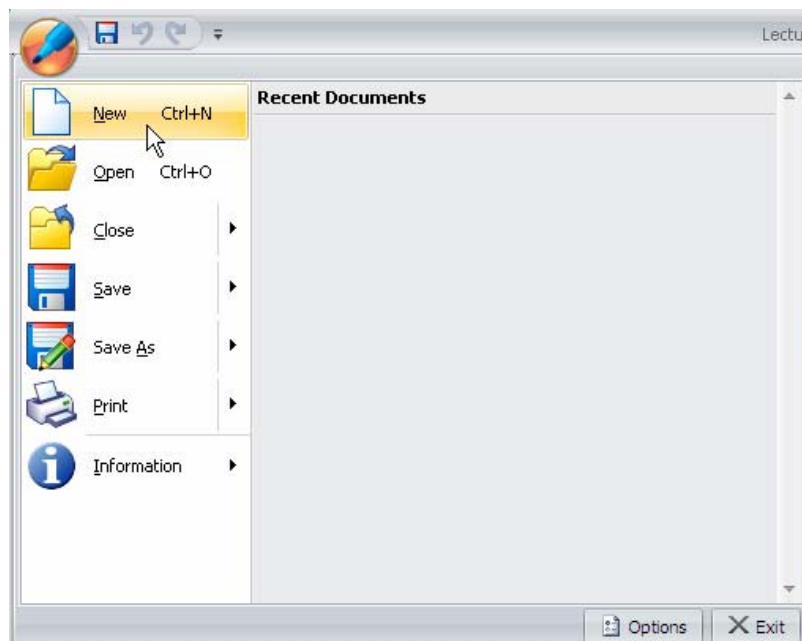 Lectu
New Ctrl+N
Recent Documents
Open Ctrl+O
Close
Save
Save As
Print
Information
Options
Exit